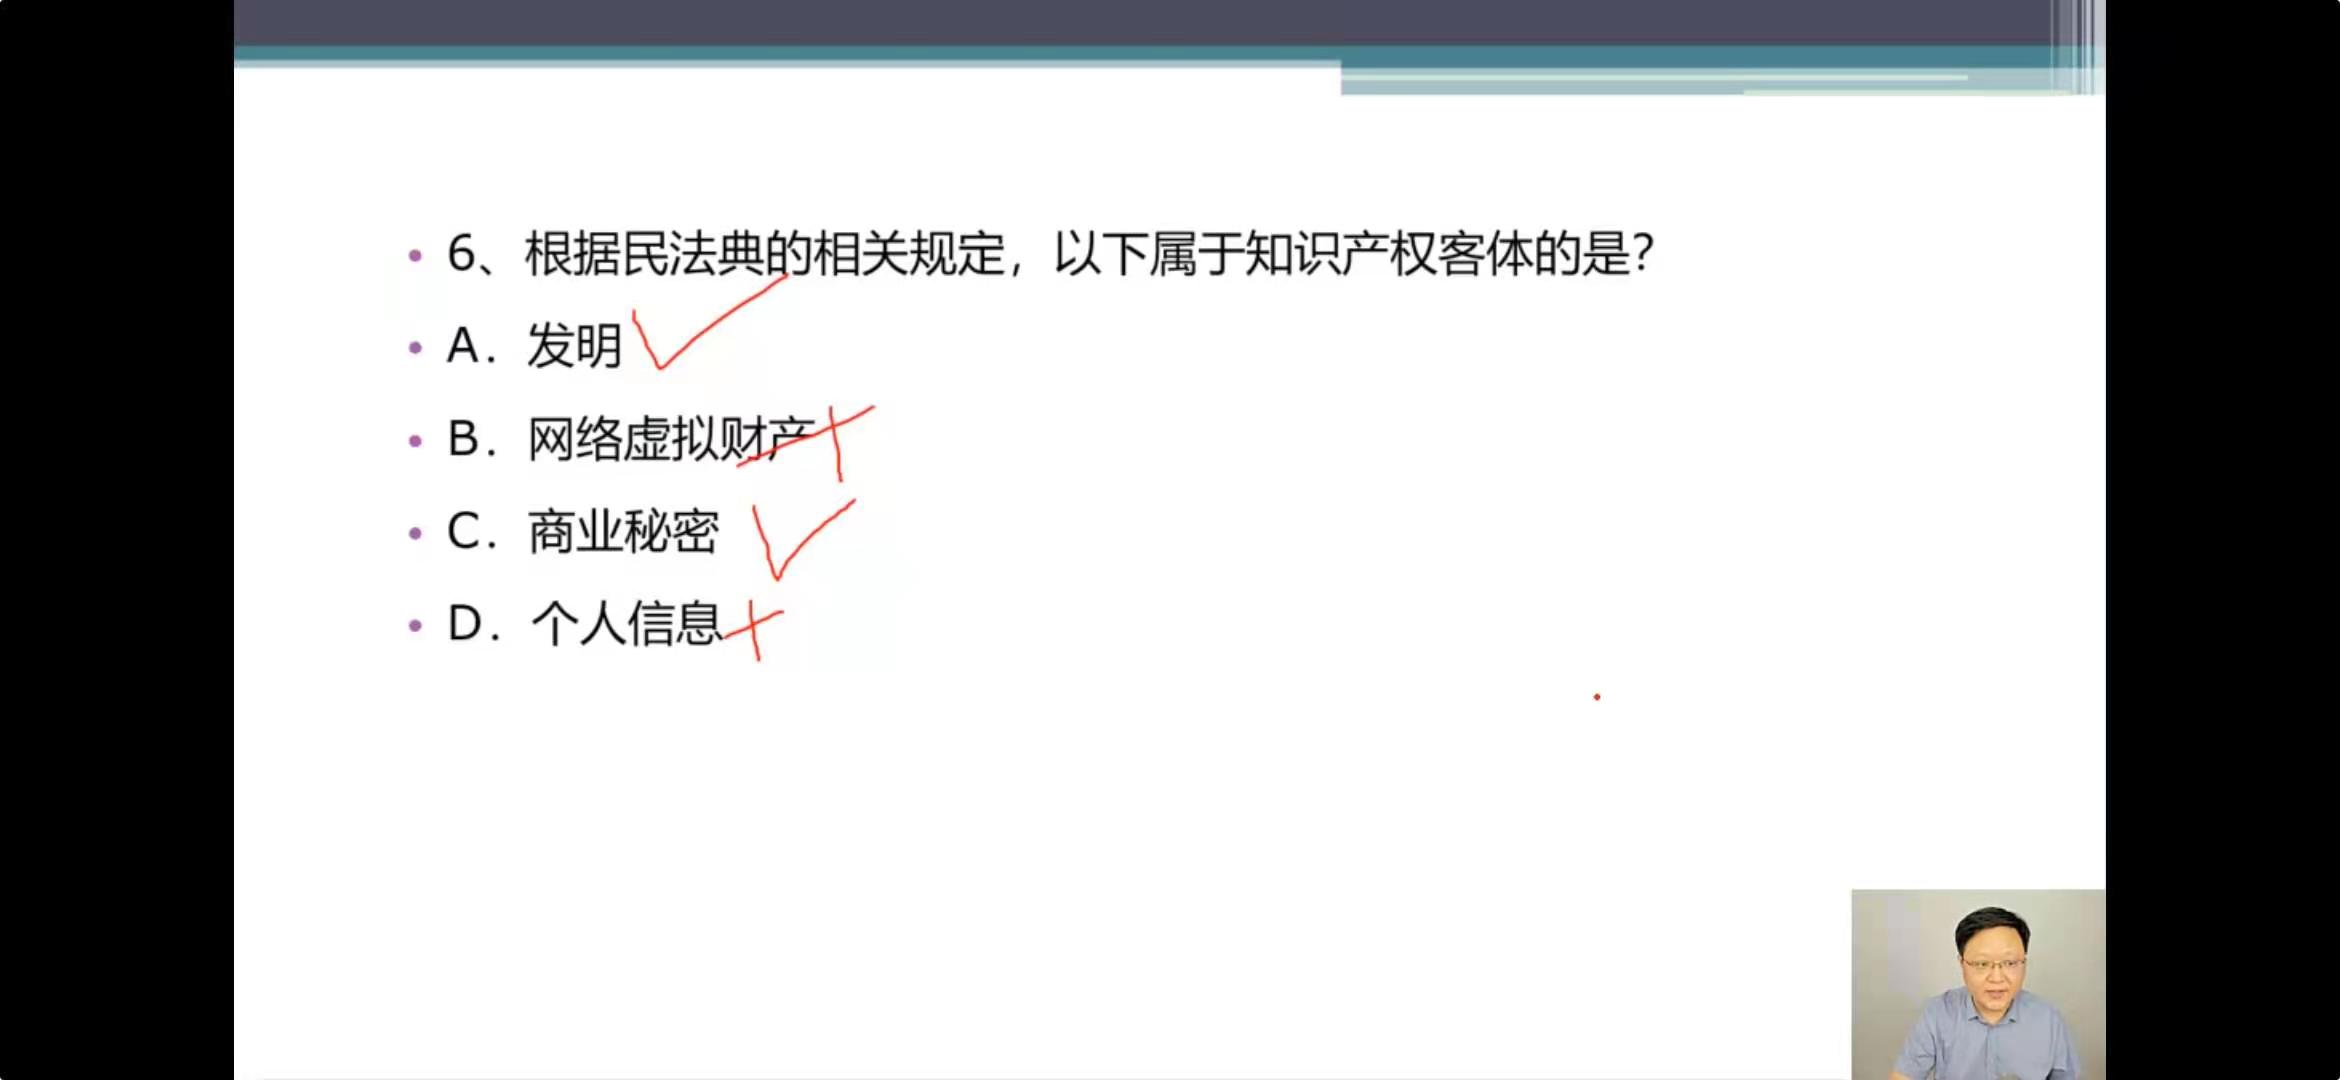 6、根据民法典的相关规定，以下属于知识产权客体的是？
A．发明
B．网络虚拟财产
C．商业秘密
D．个人信息